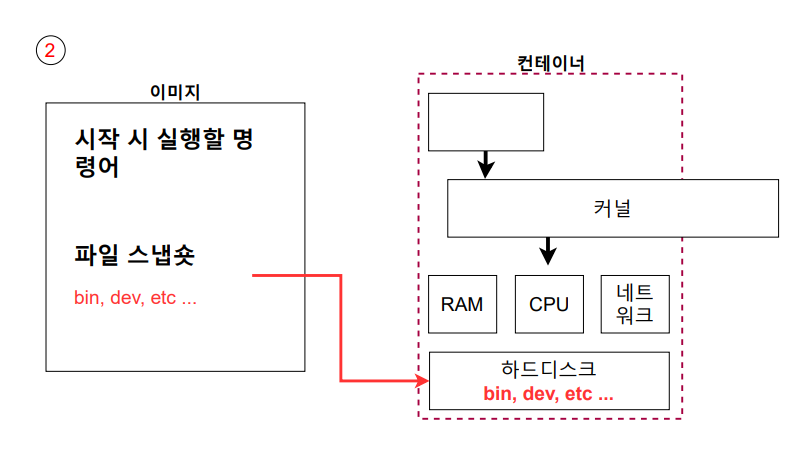 2
이미지
시작 시 실행할 명
령어
파일 스냅숏
bin, dev, etc ...
컨테이너
커널
RAM
CPU
네트
워크
하드디스크
bin, dev, etc ...